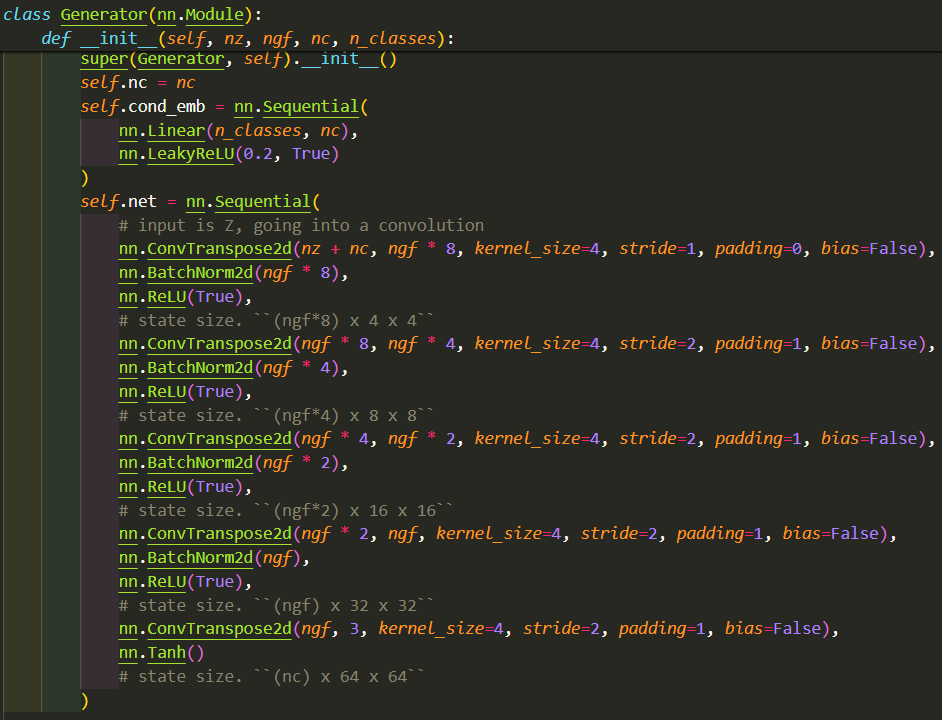 class Generator(nn.Module):
    def __init__(self, nz, ngf, nc, n_classes):
        super(Generator, self).__init__()
        self.nc = nc
        self.cond_emb = nn.Sequential(
            nn.Linear(n_classes, nc),
            nn.LeakyReLU(0.2, True)
        )
        self.net = nn.Sequential(
            # input is Z, going into a convolution
            nn.ConvTranspose2d(nz + nc, ngf * 8, kernel_size=4, stride=1, padding=0, bias=False),
            nn.BatchNorm2d(ngf * 8),
            nn.ReLU(True),
            # state size. ``(ngf*8) x 4 x 4``
            nn.ConvTranspose2d(ngf * 8, ngf * 4, kernel_size=4, stride=2, padding=1, bias=False),
            nn.BatchNorm2d(ngf * 4),
            nn.ReLU(True),
            # state size. ``(ngf*4) x 8 x 8``
            nn.ConvTranspose2d(ngf * 4, ngf * 2, kernel_size=4, stride=2, padding=1, bias=False),
            nn.BatchNorm2d(ngf * 2),
            nn.ReLU(True),
            # state size. ``(ngf*2) x 16 x 16``
            nn.ConvTranspose2d(ngf * 2, ngf, kernel_size=4, stride=2, padding=1, bias=False),
            nn.BatchNorm2d(ngf),
            nn.ReLU(True),
            # state size. ``(ngf) x 32 x 32``
            nn.ConvTranspose2d(ngf, 3, kernel_size=4, stride=2, padding=1, bias=False),
            nn.Tanh()
            # state size. ``(nc) x 64 x 64``
        )